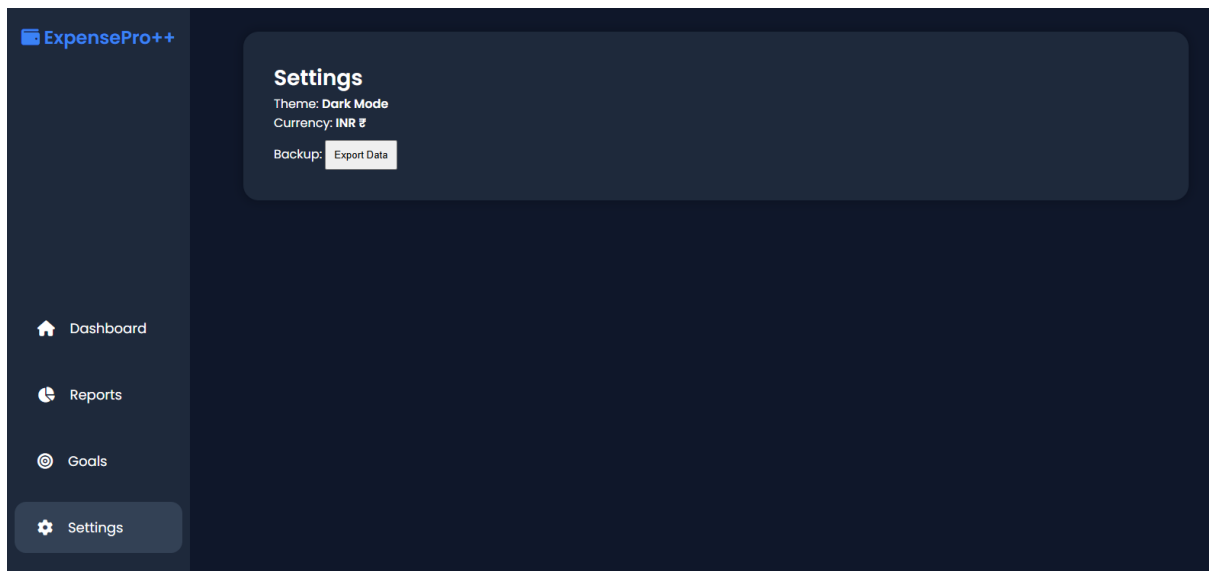 ExpensePro++
Dashboard
Reports
Goals
Settings
Settings
Theme: Dark Mode
Currency: INR ₹
Backup: Export Data